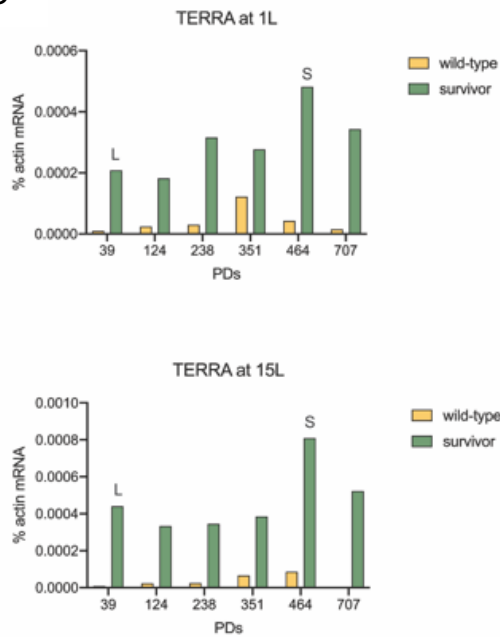 TERRA at 1L
wild-type
survivor
% actin mRNA
0.0006
0.0004
0.0002
0.0000
L
S
39 124 238 351 464 707
PDs
TERRA at 15L
wild-type
survivor
% actin mRNA
0.0010
0.0008
0.0006
0.0004
0.0002
0.0000
L
S
39 124 238 351 464 707
PDs